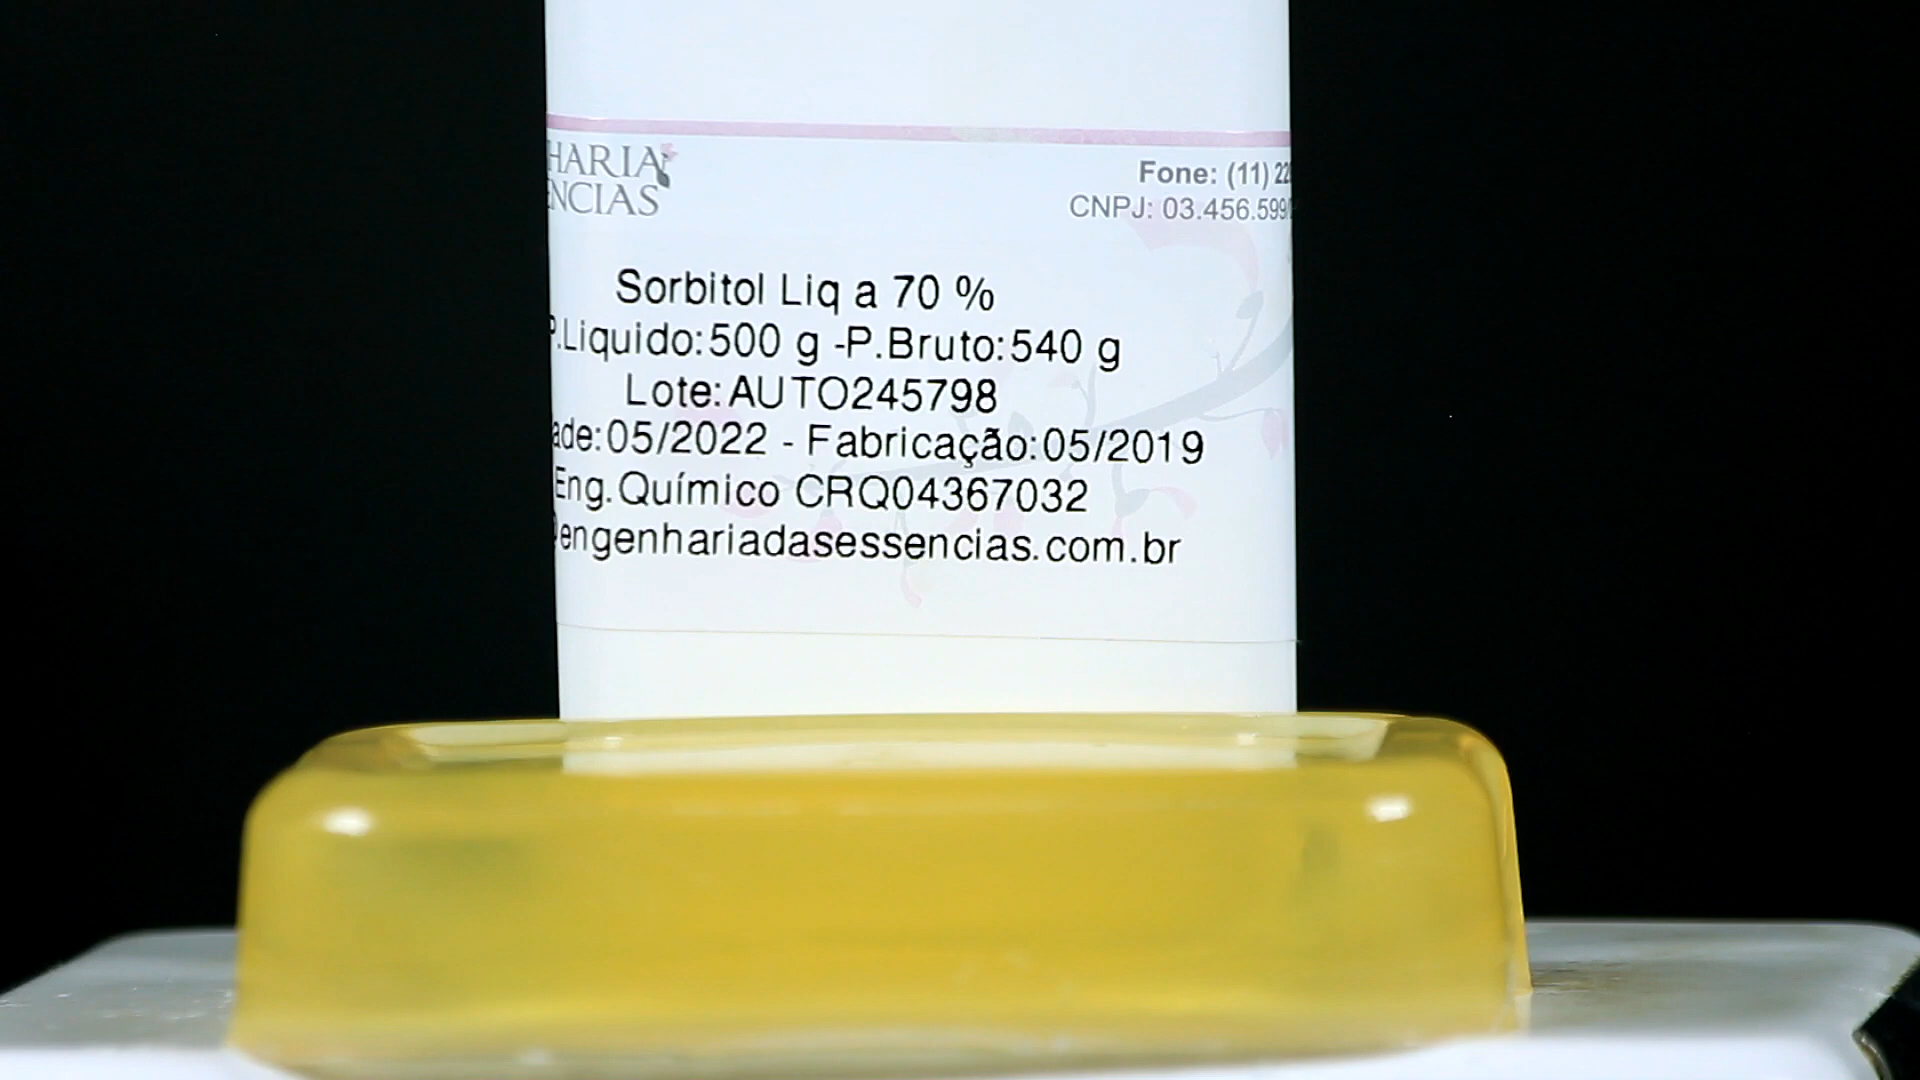 HARIA
NCIAS
Fone: (11) 22
CNPJ: 03.456.599
Sorbitol Liq a 70 %
P.Liquido:500 g -P.Bruto:540 g
Lote:AUTO245798
ade:05/2022 - Fabricação:05/2019
Eng.Químico CRQ04367032
@engenhariadasessencias.com.br